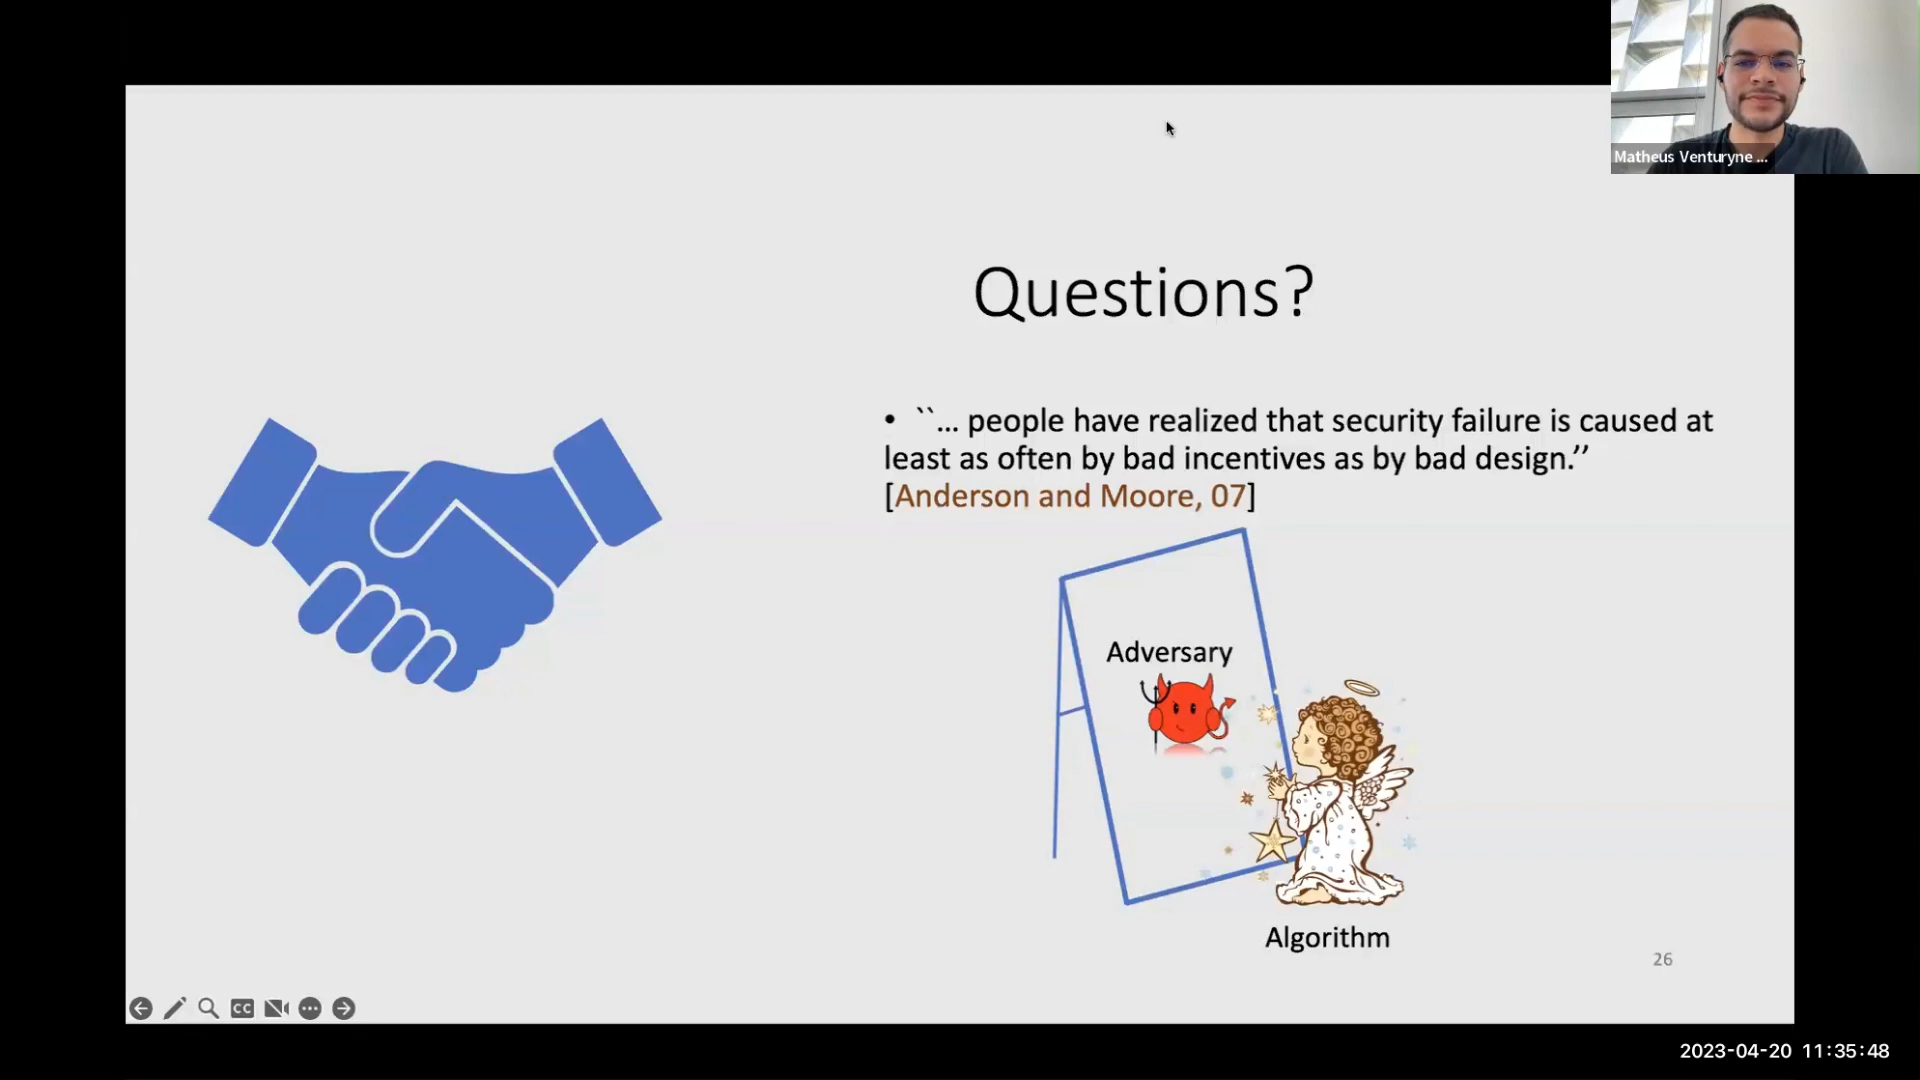 Matheus Venturyne ...
Questions?
• ``... people have realized that security failure is caused at
least as often by bad incentives as by bad design.’’
[Anderson and Moore, 07]
Adversary
Algorithm
26
CC
2023-04-20 11:35:48